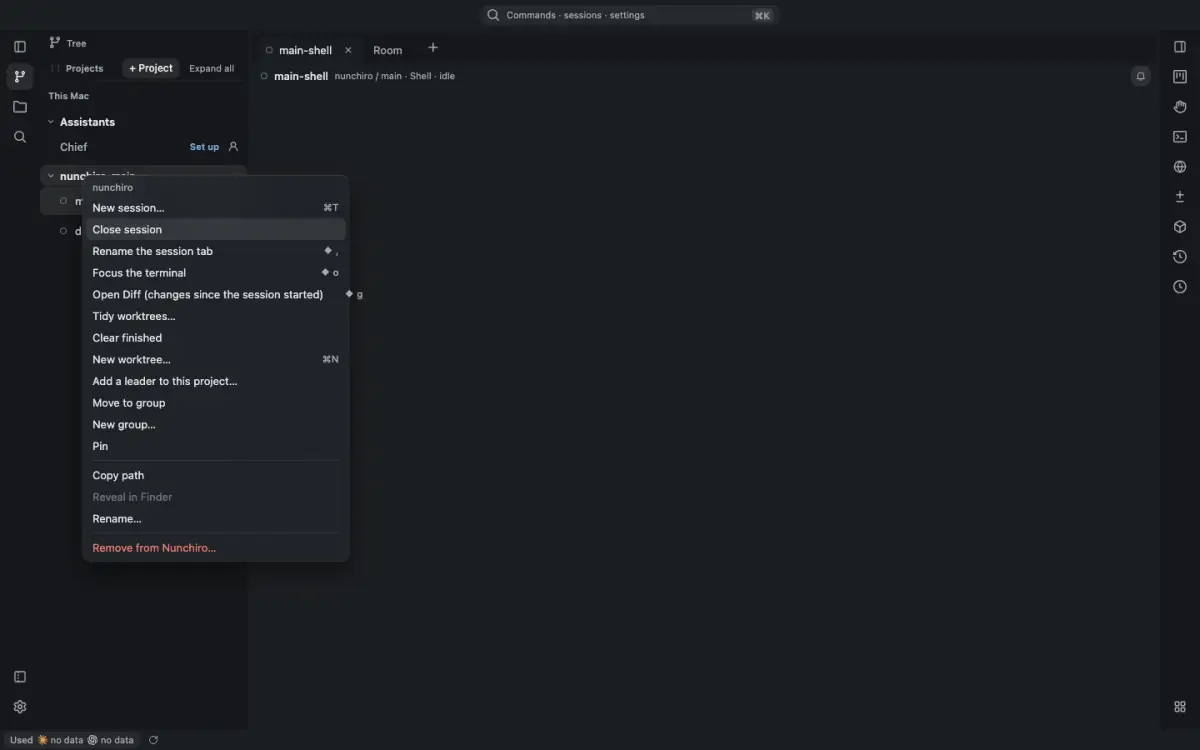 Commands · sessions · settings ⌘K
Tree
Projects + Project Expand all
This Mac
Assistants
Chief Set up
main-shell × Room +
main-shell nunchiro / main · Shell · idle
nunchiro
New session... ⌘T
Close session
Rename the session tab ◆ ,
Focus the terminal ◆ o
Open Diff (changes since the session started) ◆ g
Tidy worktrees...
Clear finished
New worktree... ⌘N
Add a leader to this project...
Move to group
New group...
Pin
Copy path
Reveal in Finder
Rename...
Remove from Nunchiro...
Used no data no data